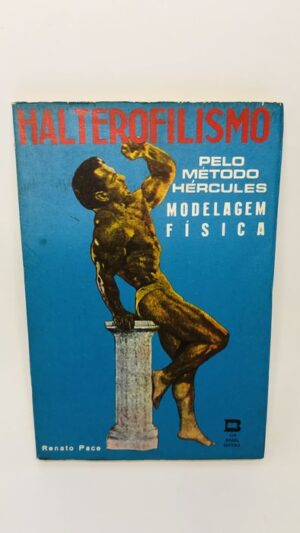 HALTEROFILISMO
PELO
MÉTODO
HÉRCULES
MODELAGEM
FÍSICA
Renato Pace